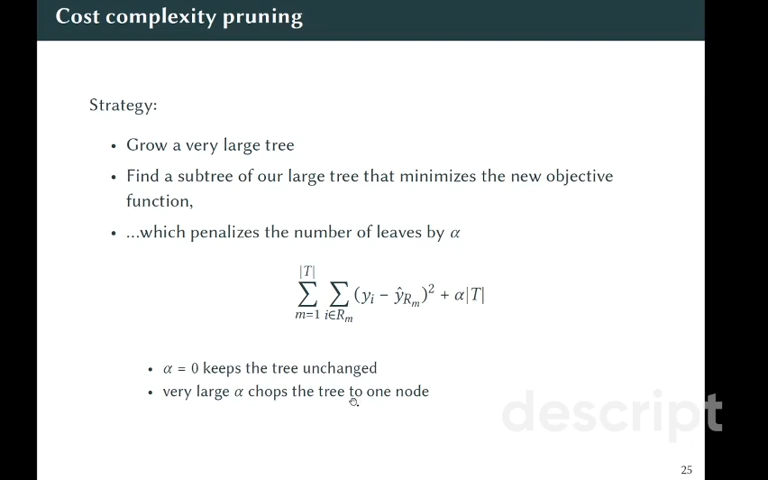 Cost complexity pruning
Strategy:
• Grow a very large tree
• Find a subtree of our large tree that minimizes the new objective
function,
• ...which penalizes the number of leaves by α
|T|
∑ ∑ (yᵢ − ŷ_{R_m})² + α|T|
m=1 i∈R_m
• α = 0 keeps the tree unchanged
• very large α chops the tree to one node
descript
25